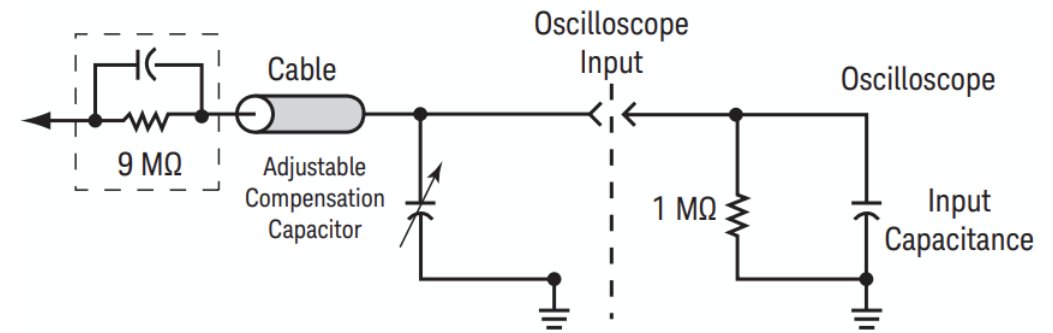 Oscilloscope
Input
Cable
Oscilloscope
9 MΩ
Adjustable
Compensation
Capacitor
1 MΩ
Input
Capacitance